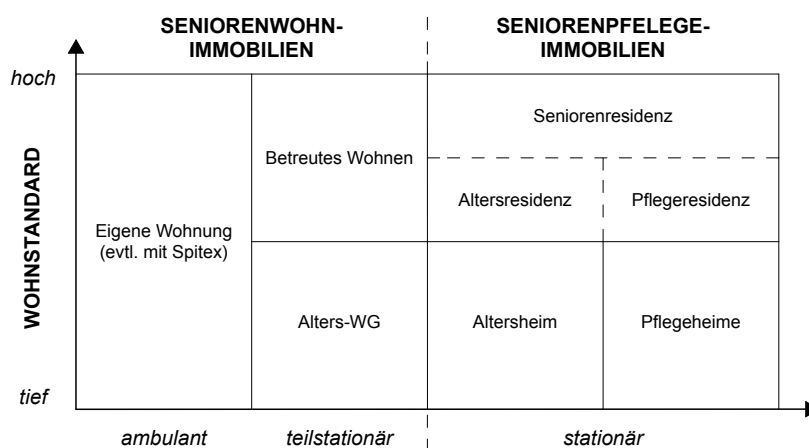 SENIORENWOHN-
IMMOBILIEN
SENIORENPFELEGE-
IMMOBILIEN
hoch
WOHNSTANDARD
tief
Eigene Wohnung
(evtl. mit Spitex)
Betreutes Wohnen
Alters-WG
Seniorenresidenz
Altersresidenz
Pflegeresidenz
Altersheim
Pflegeheime
ambulant
teilstationär
stationär